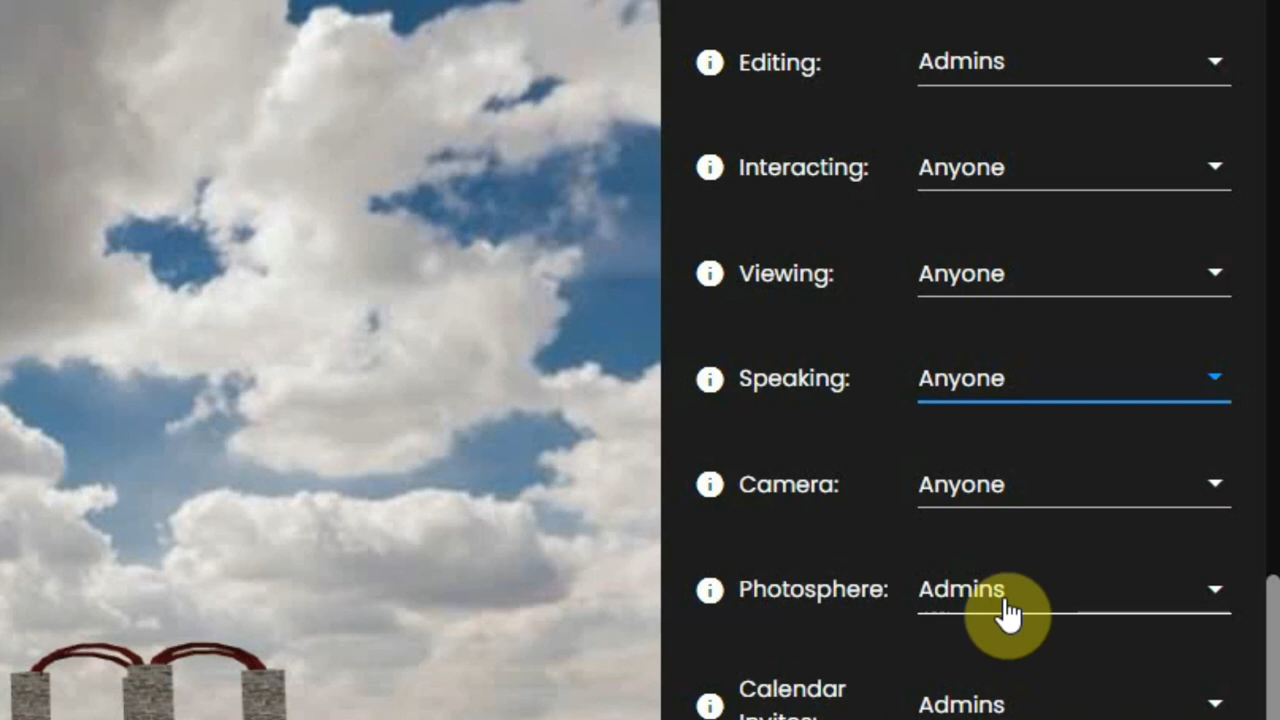 Editing: Admins
Interacting: Anyone
Viewing: Anyone
Speaking: Anyone
Camera: Anyone
Photosphere: Admins
Calendar
Invites: Admins